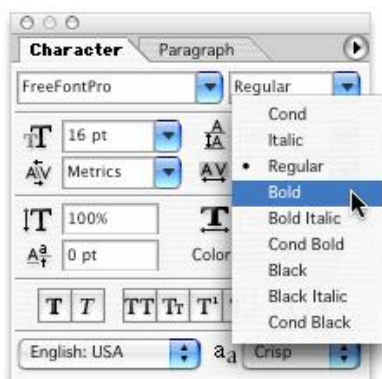 Character Paragraph
FreeFontPro Regular
Cond
16 pt
Italic
Metrics
Regular
Bold
100%
Bold Italic
0 pt Color
Cond Bold
Black
T T TT Tr T¹
Black Italic
Cond Black
English: USA aa Crisp